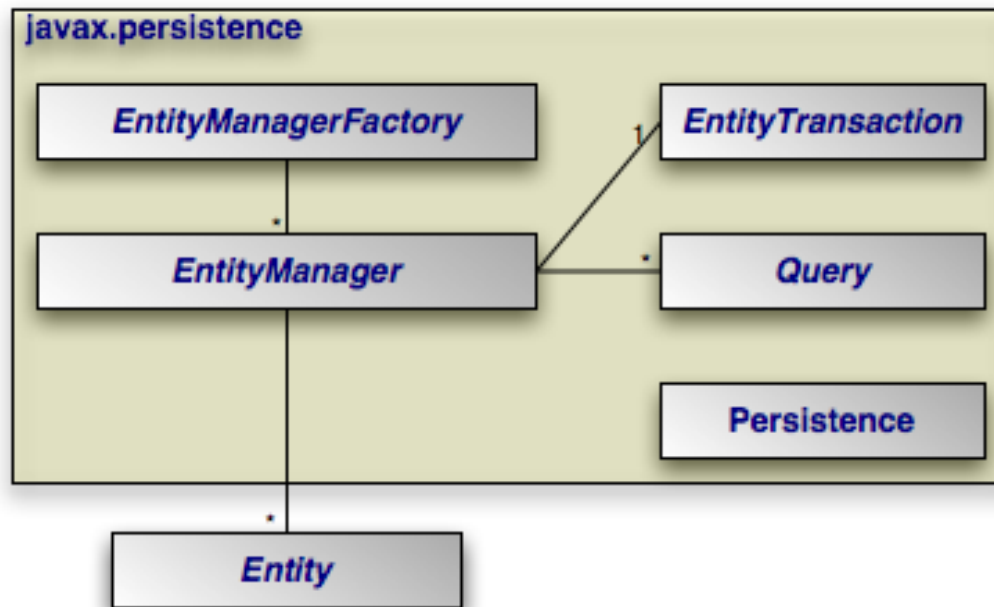 javax.persistence
EntityManagerFactory
1
EntityTransaction
*
EntityManager
*
Query
Persistence
*
Entity